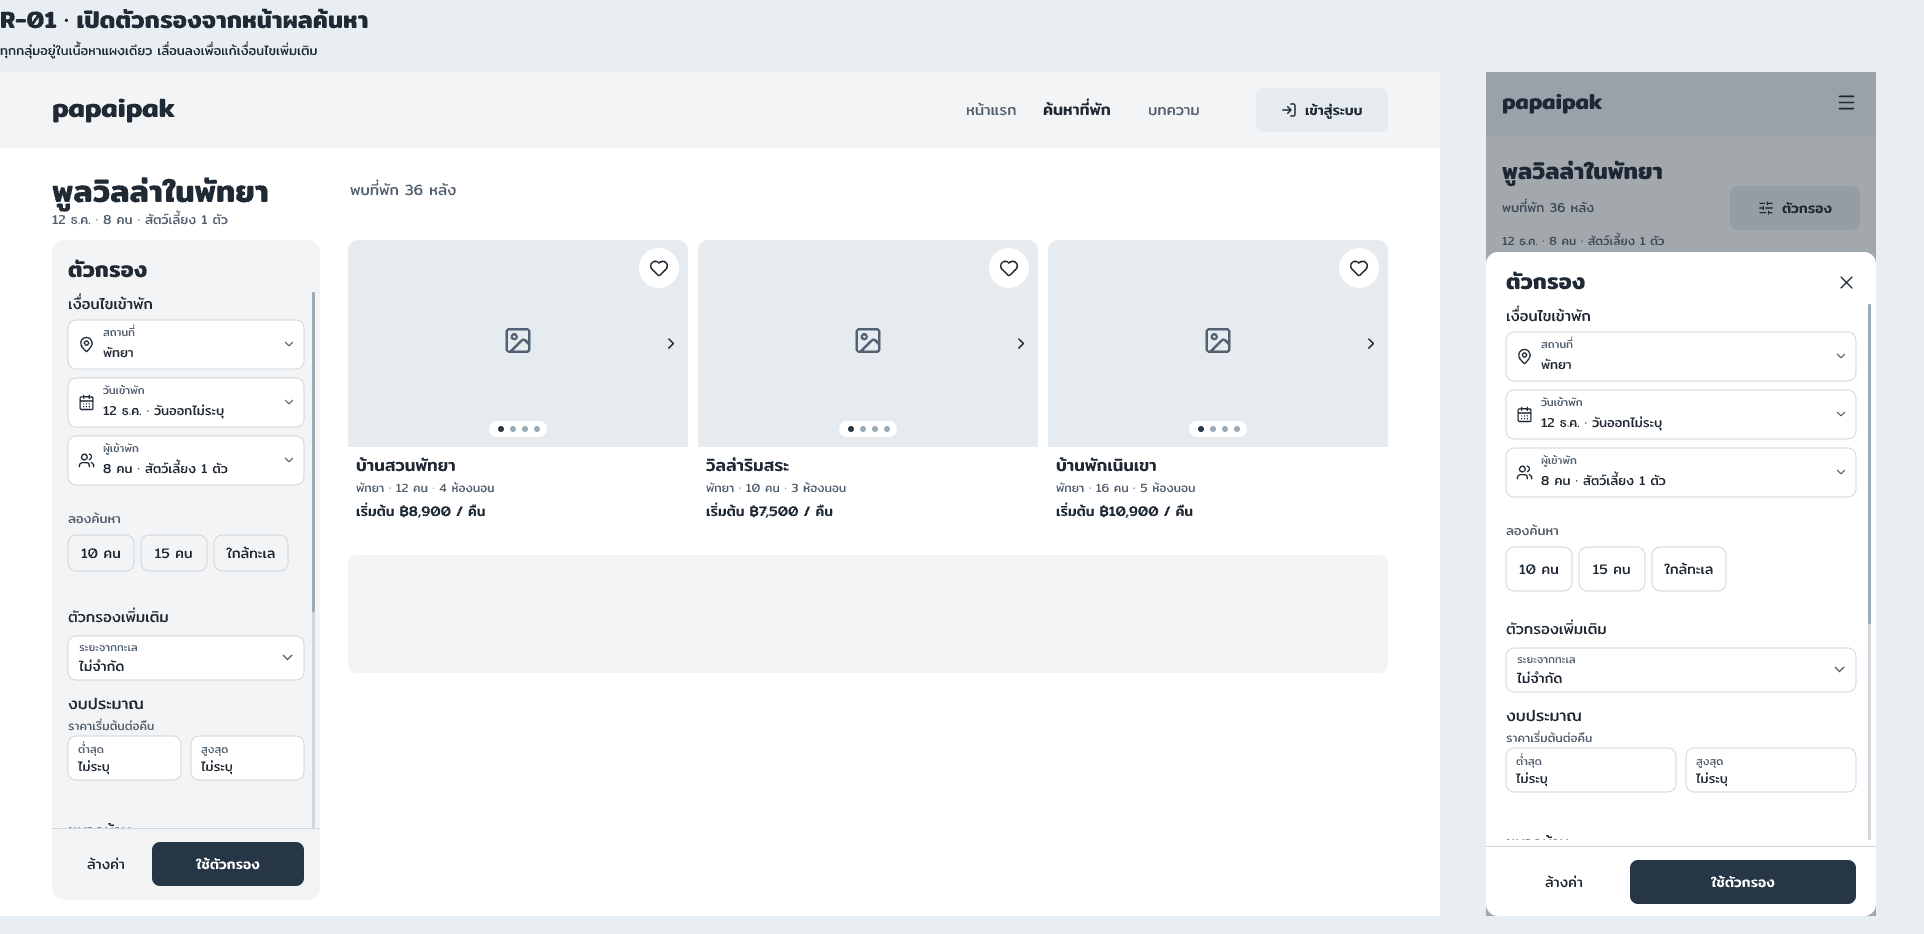 R-01 · เปิดตัวกรองจากหน้าผลค้นหา
ทุกกลุ่มอยู่ในเนื้อหาแผงเดียว เลื่อนลงเพื่อแก้เงื่อนไขเพิ่มเติม
papaipak
หน้าแรก ค้นหาที่พัก บทความ เข้าสู่ระบบ
พูลวิลล่าในพัทยา
12 ธ.ค. · 8 คน · สัตว์เลี้ยง 1 ตัว
พบที่พัก 36 หลัง
ตัวกรอง
เงื่อนไขเข้าพัก
สถานที่
พัทยา
วันเข้าพัก
12 ธ.ค. · วันออกไม่ระบุ
ผู้เข้าพัก
8 คน · สัตว์เลี้ยง 1 ตัว
ลองค้นหา
10 คน 15 คน ใกล้ทะเล
ตัวกรองเพิ่มเติม
ระยะจากทะเล
ไม่จำกัด
งบประมาณ
ราคาเริ่มต้นต่อคืน
ต่ำสุด สูงสุด
ไม่ระบุ ไม่ระบุ
ล้างค่า ใช้ตัวกรอง
บ้านสวนพัทยา
พัทยา · 12 คน · 4 ห้องนอน
เริ่มต้น ฿8,900 / คืน
วิลล่าริมสระ
พัทยา · 10 คน · 3 ห้องนอน
เริ่มต้น ฿7,500 / คืน
บ้านพักเนินเขา
พัทยา · 16 คน · 5 ห้องนอน
เริ่มต้น ฿10,900 / คืน
papaipak
พูลวิลล่าในพัทยา
พบที่พัก 36 หลัง
ตัวกรอง
12 ธ.ค. · 8 คน · สัตว์เลี้ยง 1 ตัว
ตัวกรอง
เงื่อนไขเข้าพัก
สถานที่
พัทยา
วันเข้าพัก
12 ธ.ค. · วันออกไม่ระบุ
ผู้เข้าพัก
8 คน · สัตว์เลี้ยง 1 ตัว
ลองค้นหา
10 คน 15 คน ใกล้ทะเล
ตัวกรองเพิ่มเติม
ระยะจากทะเล
ไม่จำกัด
งบประมาณ
ราคาเริ่มต้นต่อคืน
ต่ำสุด สูงสุด
ไม่ระบุ ไม่ระบุ
ล้างค่า ใช้ตัวกรอง